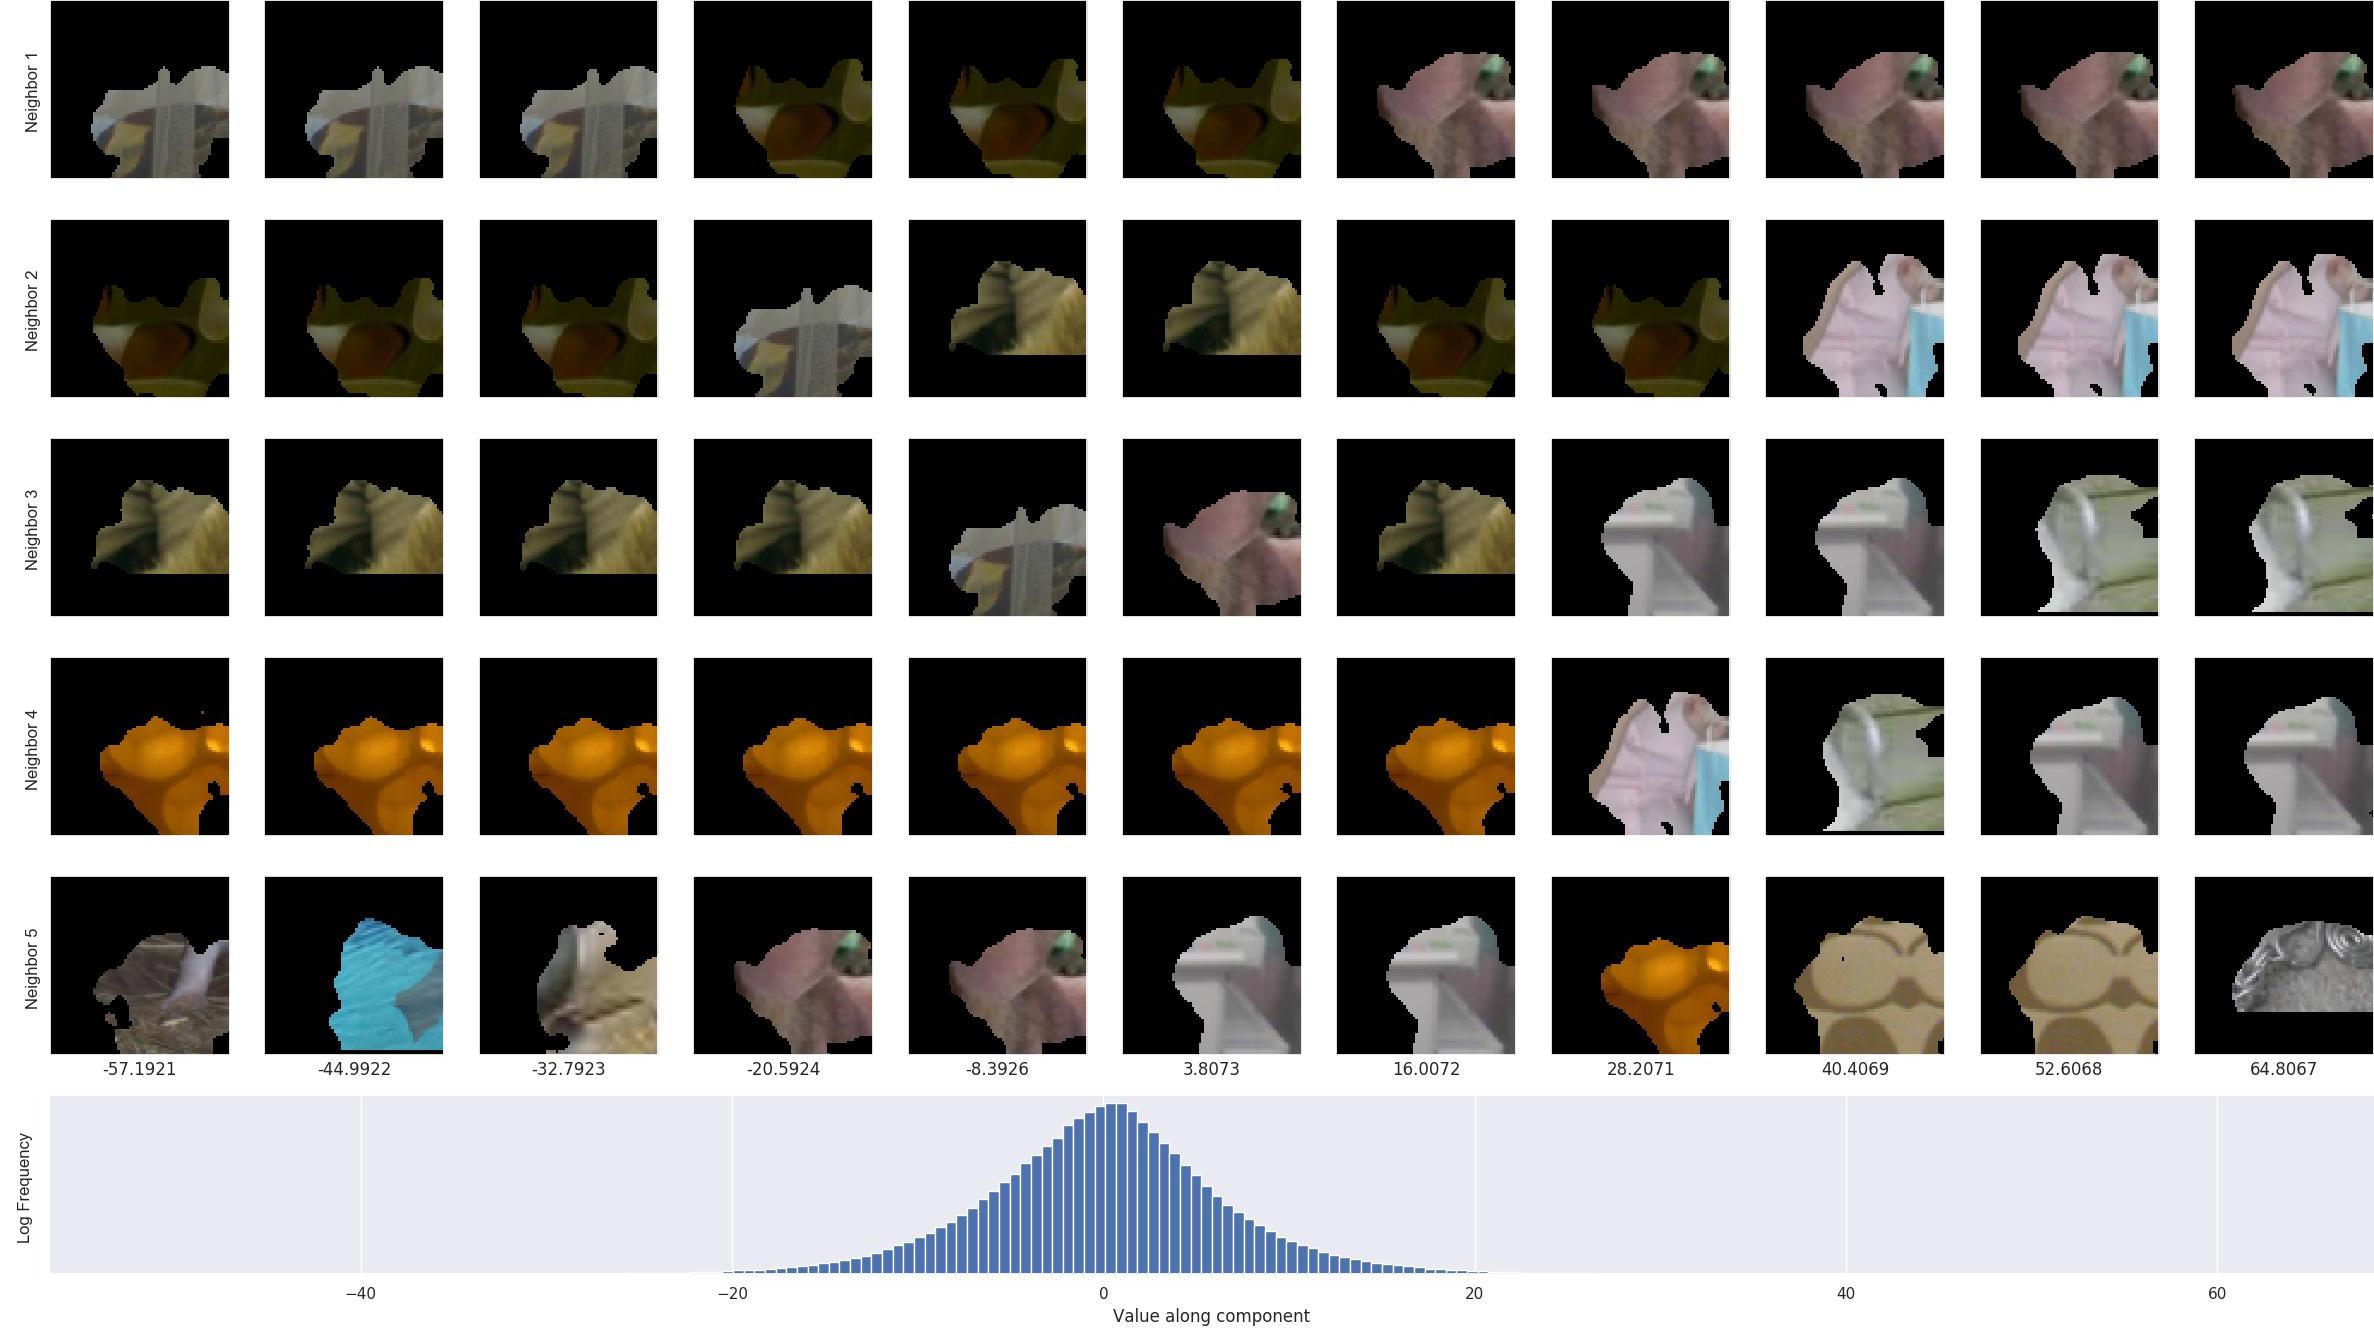 Neighbor 1
Neighbor 2
Neighbor 3
Neighbor 4
Neighbor 5
-57.1921 -44.9922 -32.7923 -20.5924 -8.3926 3.8073 16.0072 28.2071 40.4069 52.6068 64.8067
Log Frequency
−40 −20 0 20 40 60
Value along component